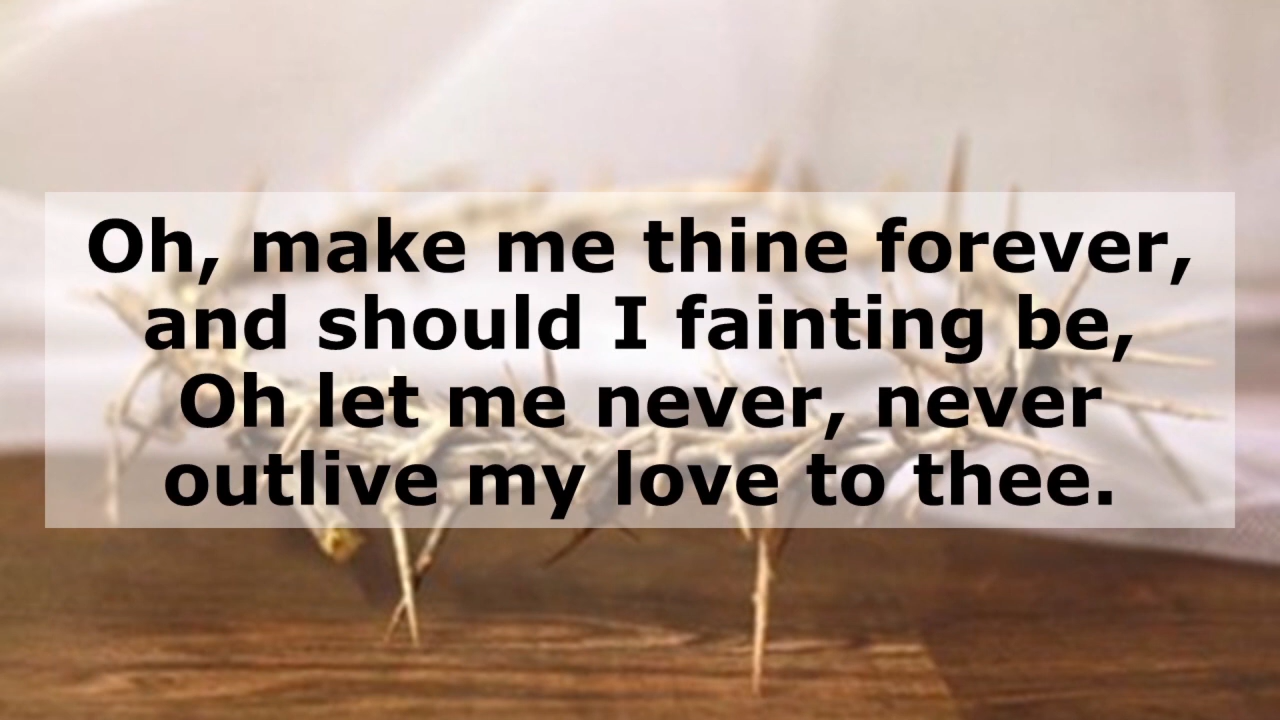 Oh, make me thine forever,
and should I fainting be,
Oh let me never, never
outlive my love to thee.